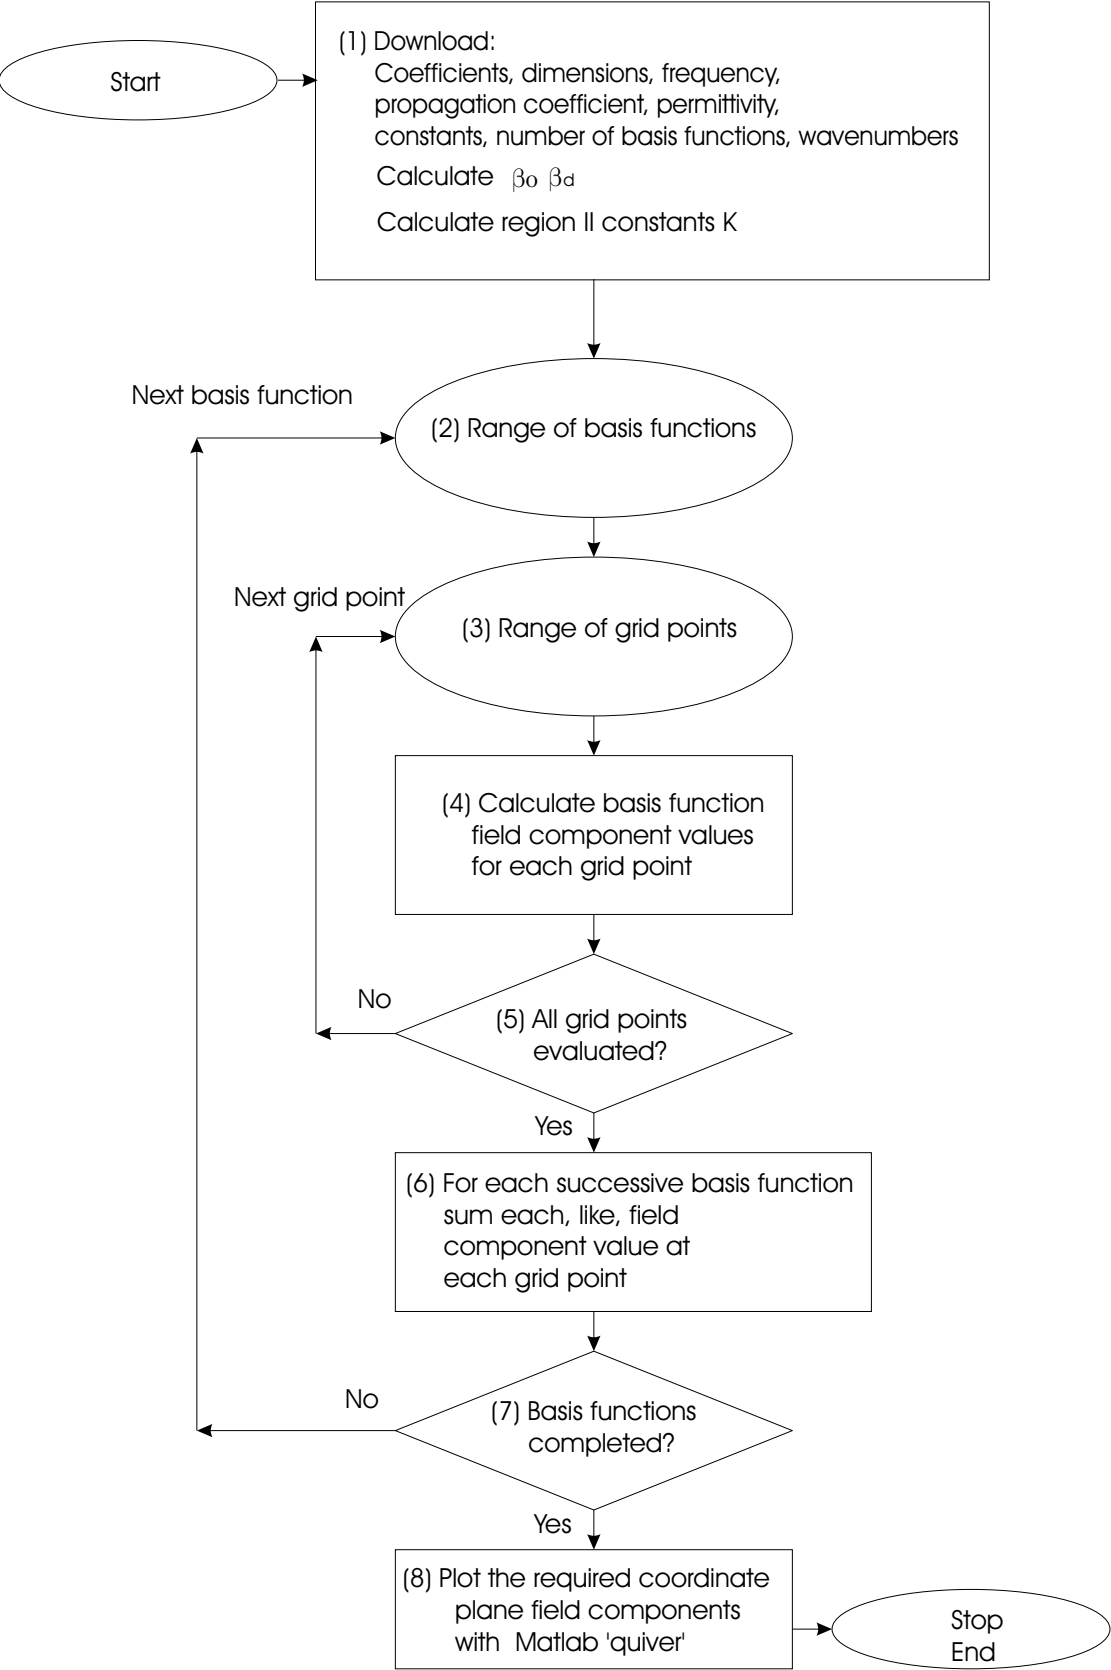 Start
(1) Download:
Coefficients, dimensions, frequency,
propagation coefficient, permittivity,
constants, number of basis functions, wavenumbers
Calculate βo βd
Calculate region II constants K
Next basis function
(2) Range of basis functions
Next grid point
(3) Range of grid points
(4) Calculate basis function
field component values
for each grid point
No
(5) All grid points
evaluated?
Yes
(6) For each successive basis function
sum each, like, field
component value at
each grid point
No
(7) Basis functions
completed?
Yes
(8) Plot the required coordinate
plane field components
with Matlab 'quiver'
Stop
End